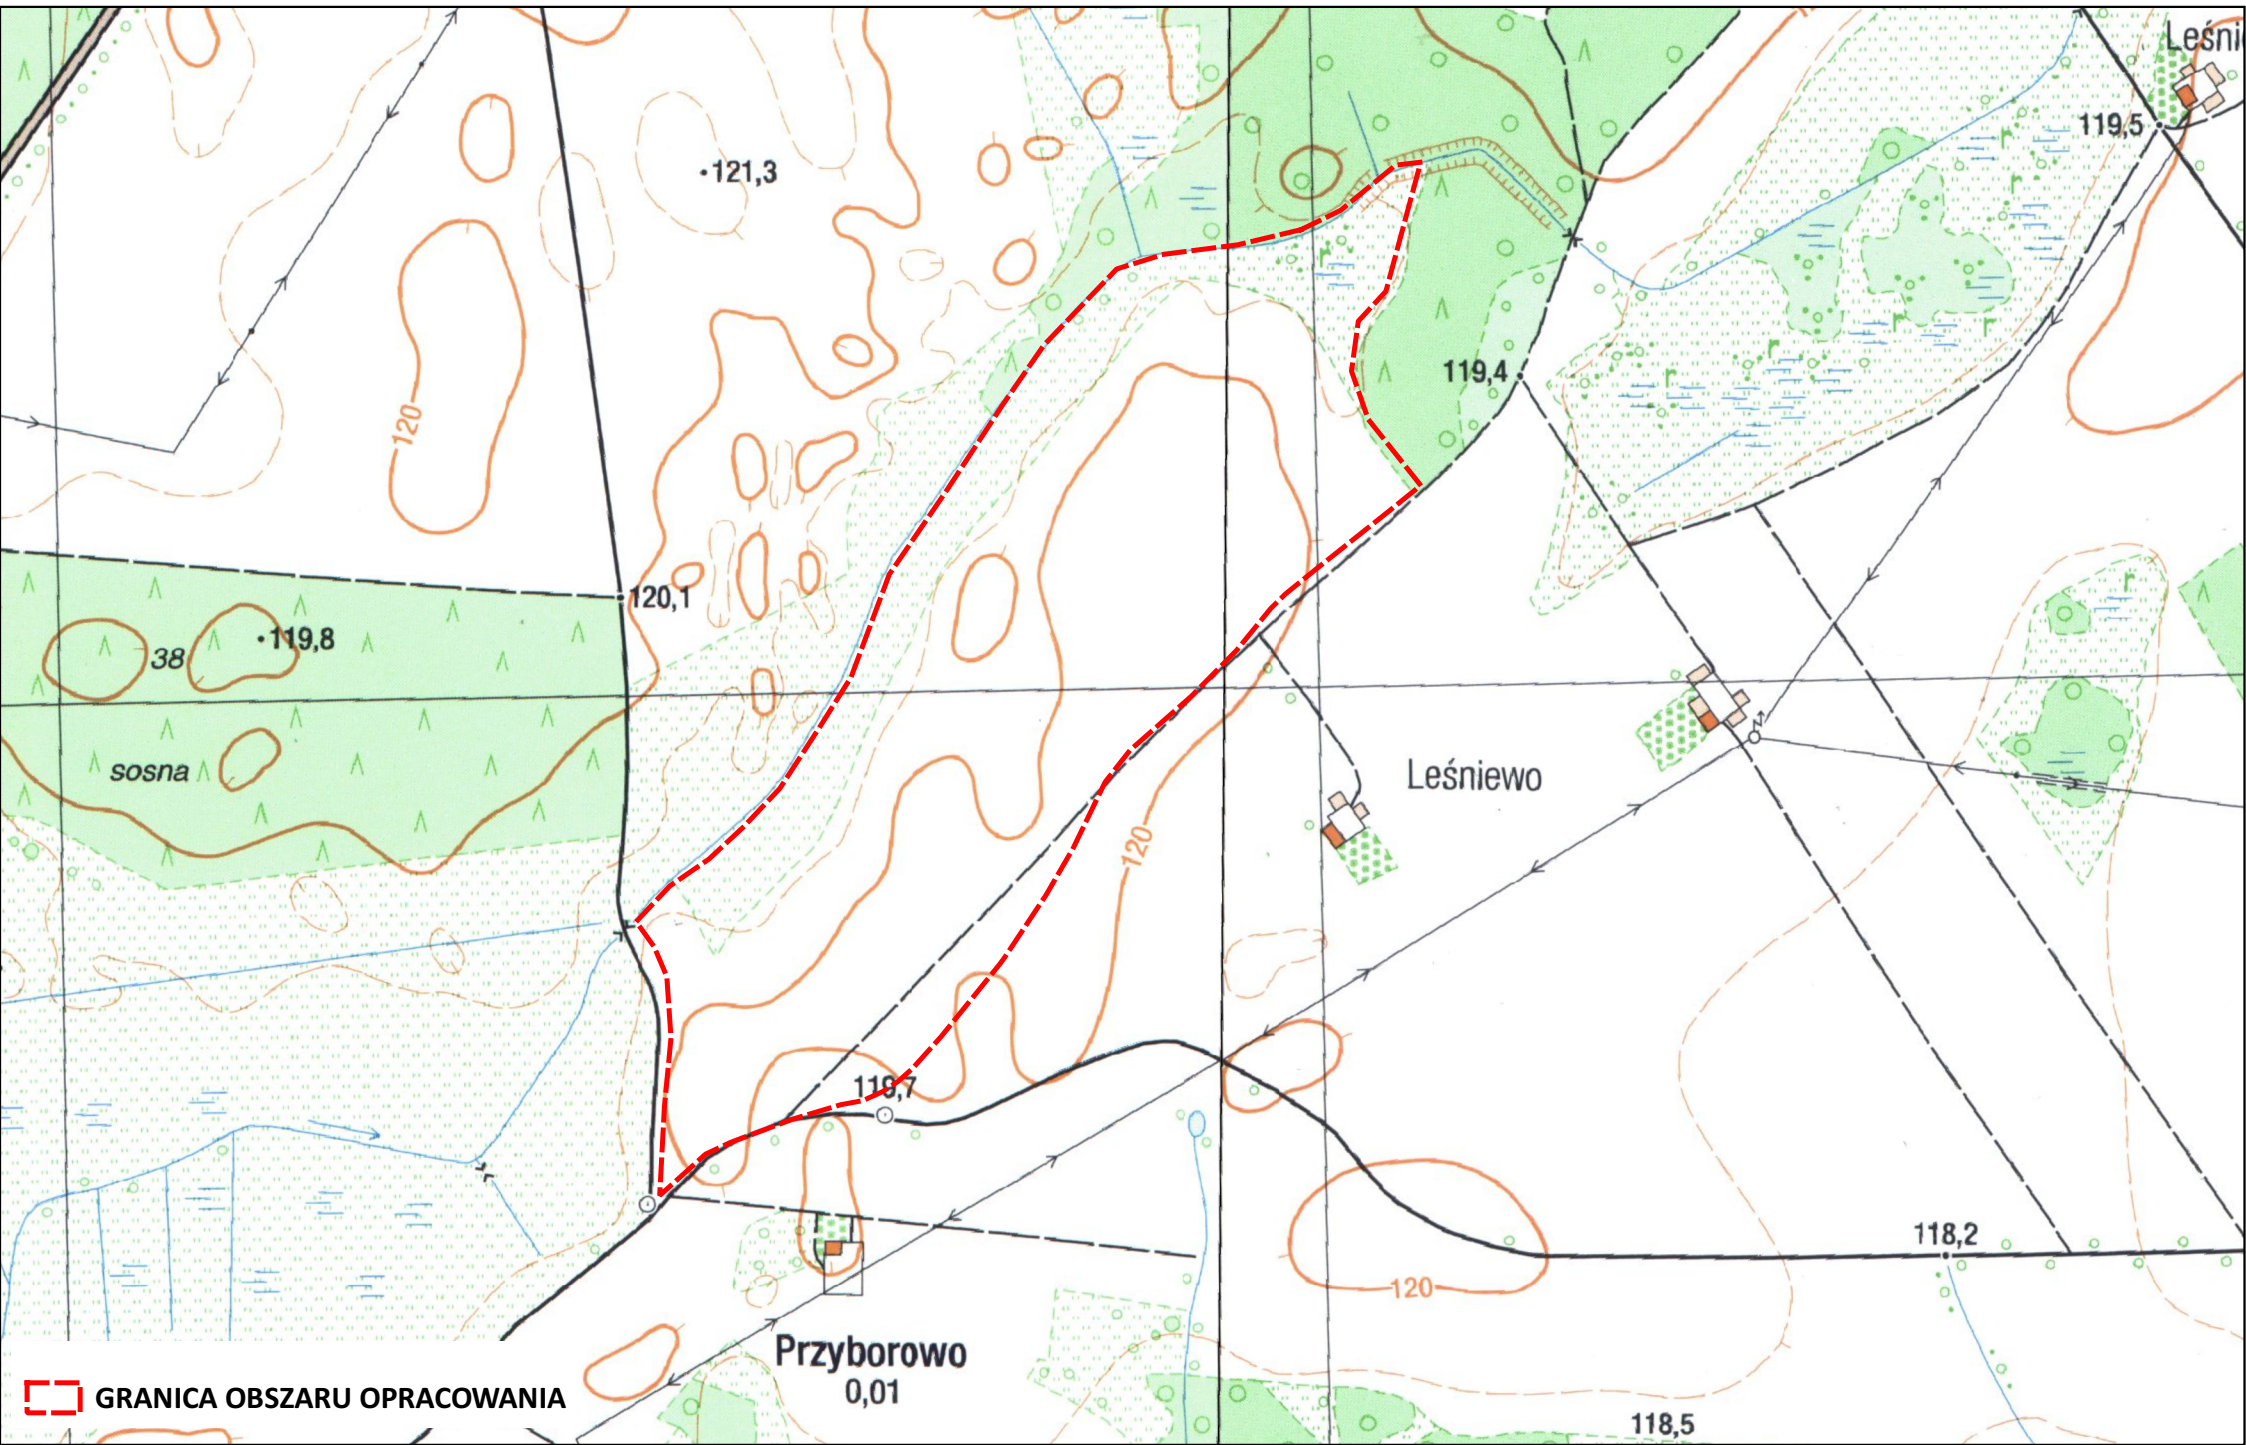 Leśni
119,5
121,3
119,4
120
120,1
119,8
38
sosna
Leśniewo
120
119,7
118,2
120
Przyborowo
0,01
GRANICA OBSZARU OPRACOWANIA
118,5